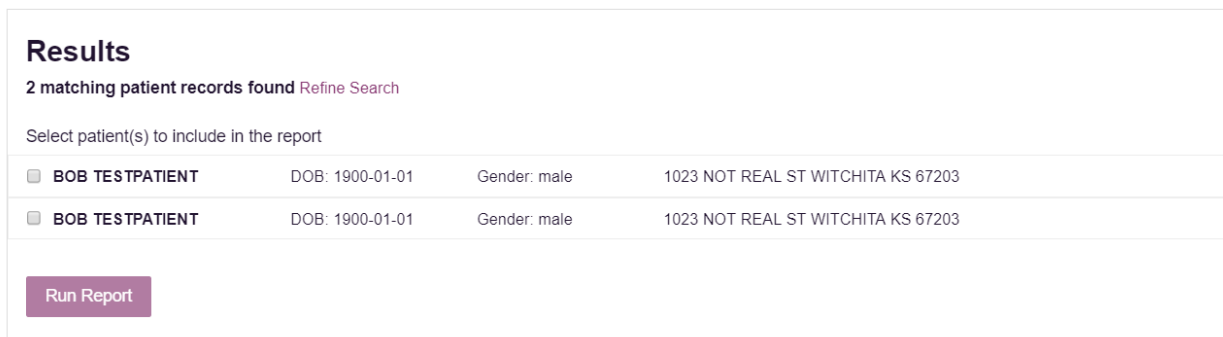 Results
2 matching patient records found Refine Search
Select patient(s) to include in the report
BOB TESTPATIENT DOB: 1900-01-01 Gender: male 1023 NOT REAL ST WITCHITA KS 67203
BOB TESTPATIENT DOB: 1900-01-01 Gender: male 1023 NOT REAL ST WITCHITA KS 67203
Run Report